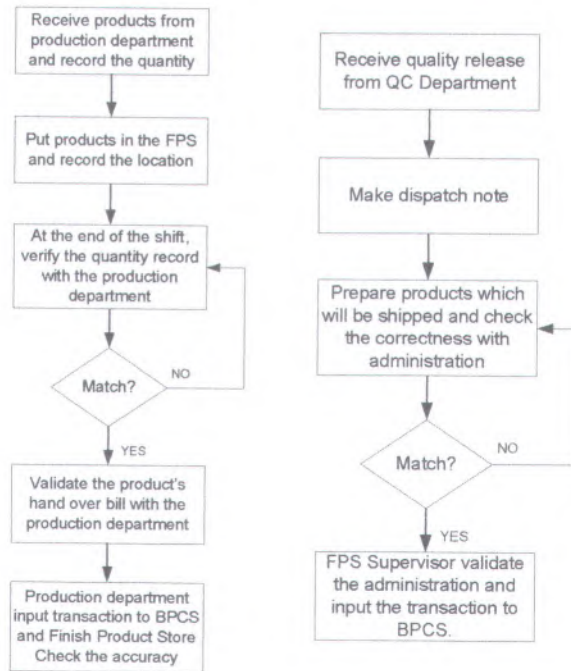 Receive products from
production department
and record the quantity
Put products in the FPS
and record the location
At the end of the shift,
verify the quantity record
with the production
department
Match?
NO
YES
Validate the product's
hand over bill with the
production department
Production department
input transaction to BPCS
and Finish Product Store
Check the accuracy
Receive quality release
from QC Department
Make dispatch note
Prepare products which
will be shipped and check
the correctness with
administration
Match?
NO
YES
FPS Supervisor validate
the administration and
input the transaction to
BPCS.